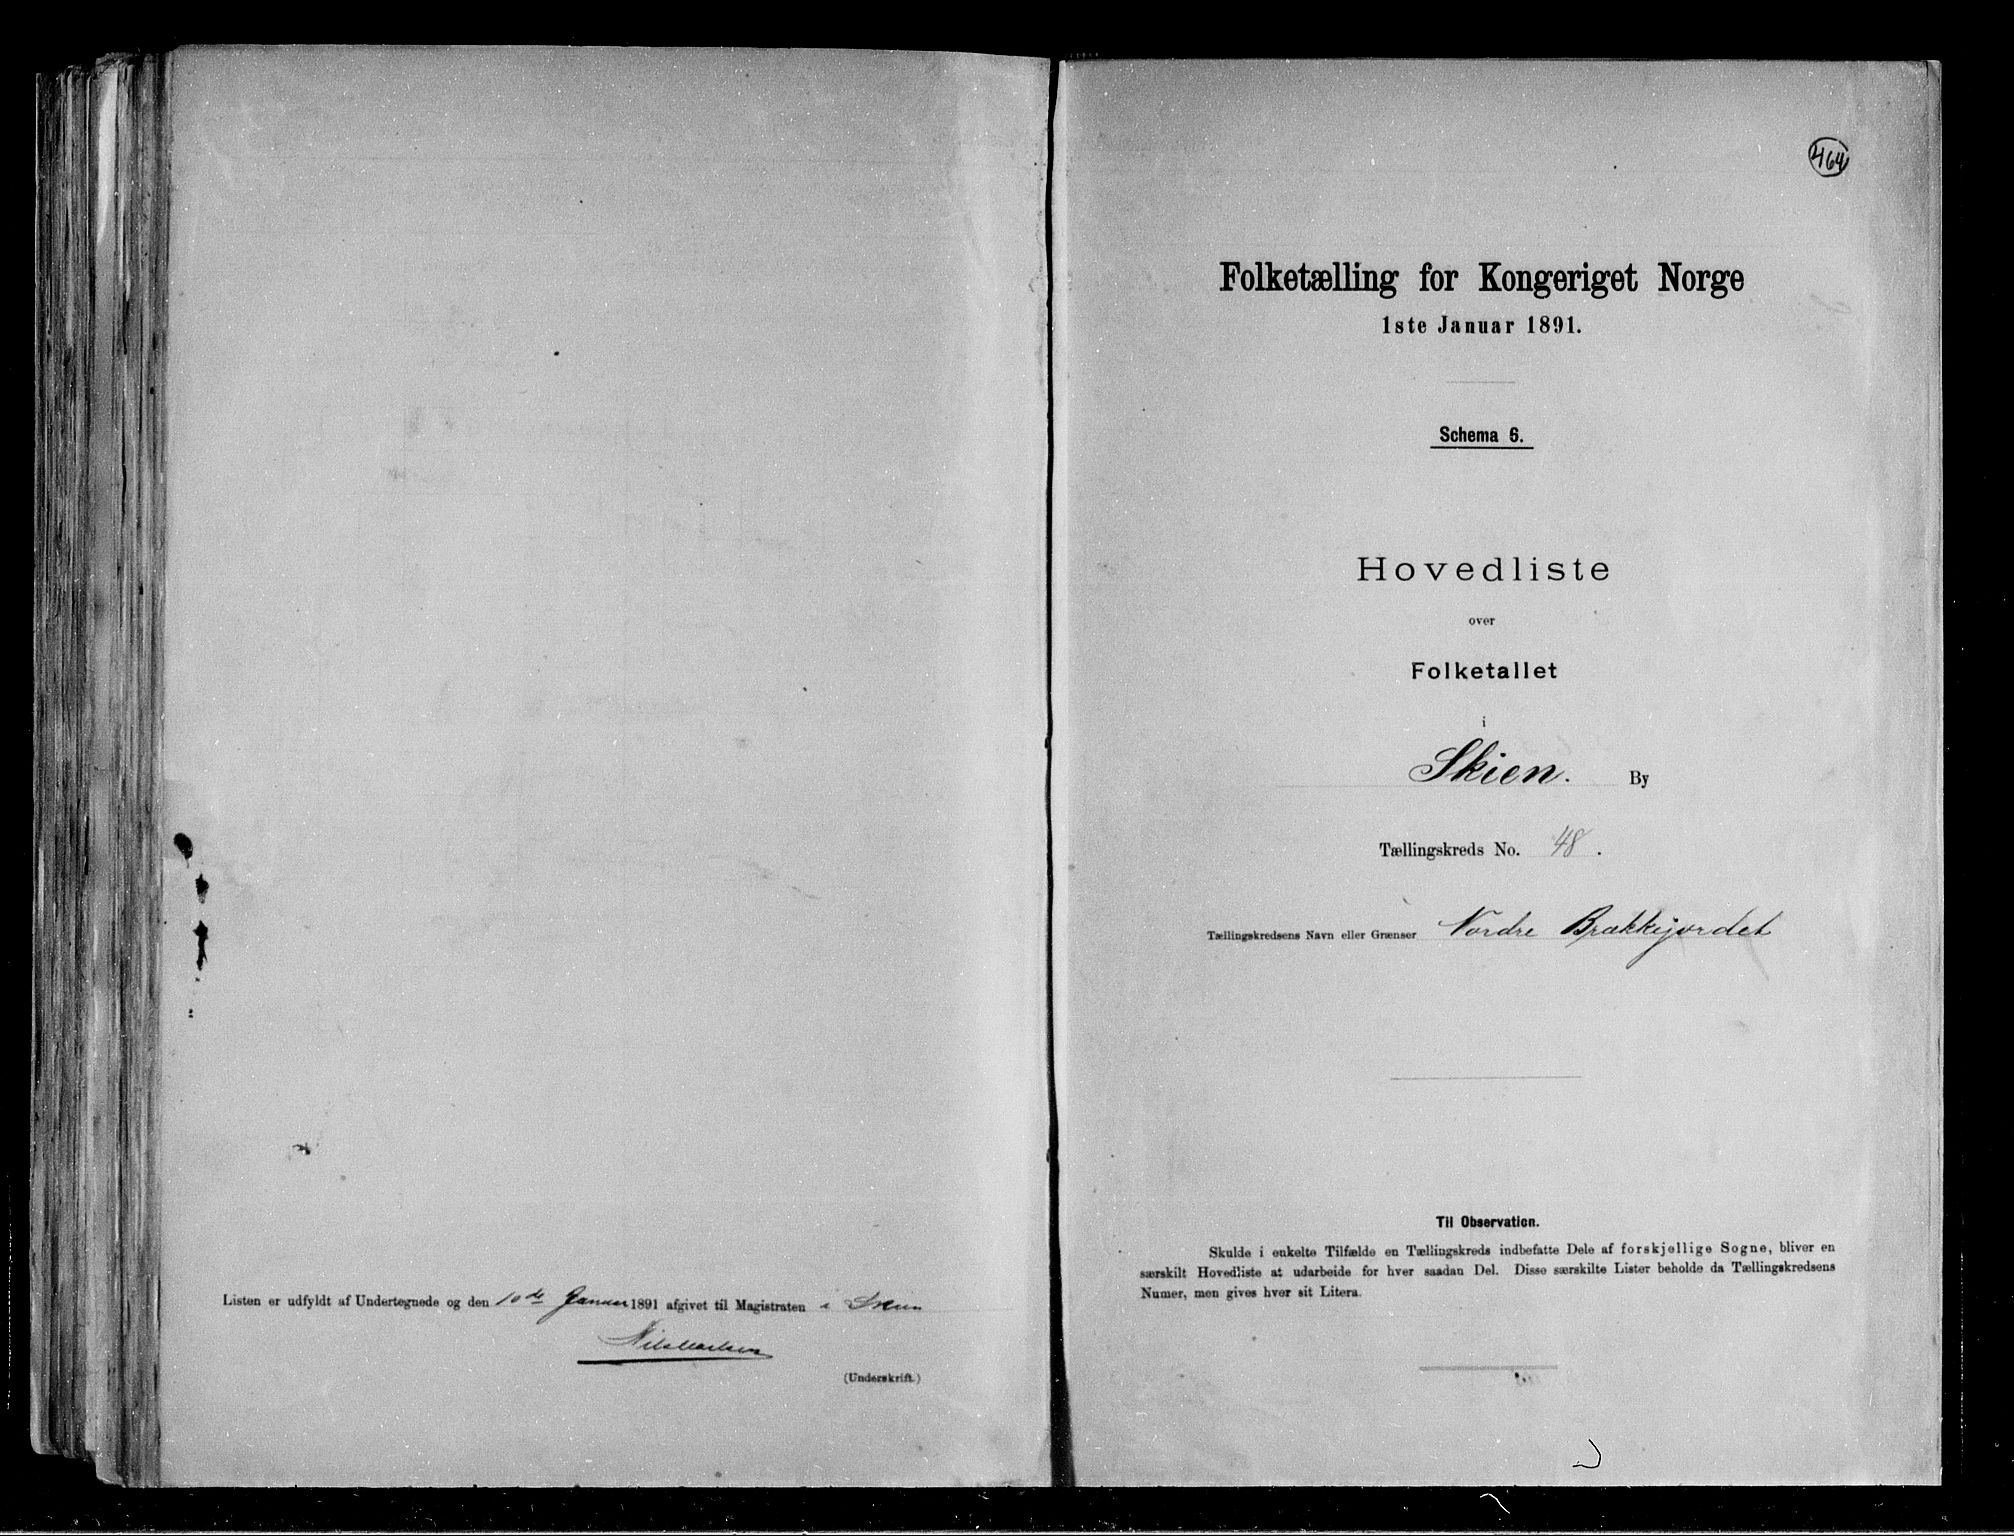 Listen er udfyldt af Undertegnede og den 10de Januar 1891 afgivet til Magistraten i Skien
(Underskrift.)
464
Folketælling for Kongeriget Norge
1ste Januar 1891.
Schema 6.
Hovedliste
over
Folketallet
i
Skien. By
Tællingskreds No. 48.
Tællingskredsens Navn eller Grænser Nordre Brækkejordet
Til Observation.
Skulde i enkelte Tilfælde en Tællingskreds indbefatte Dele af forskjellige Sogne, bliver en
særskilt Hovedliste at udarbeide for hver saadan Del. Disse særskilte Lister beholde da Tællingskredsens
Numer, men gives hver sit Litera.